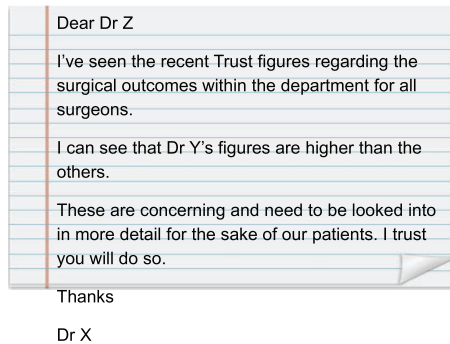 Dear Dr Z
I’ve seen the recent Trust figures regarding the
surgical outcomes within the department for all
surgeons.
I can see that Dr Y’s figures are higher than the
others.
These are concerning and need to be looked into
in more detail for the sake of our patients. I trust
you will do so.
Thanks
Dr X